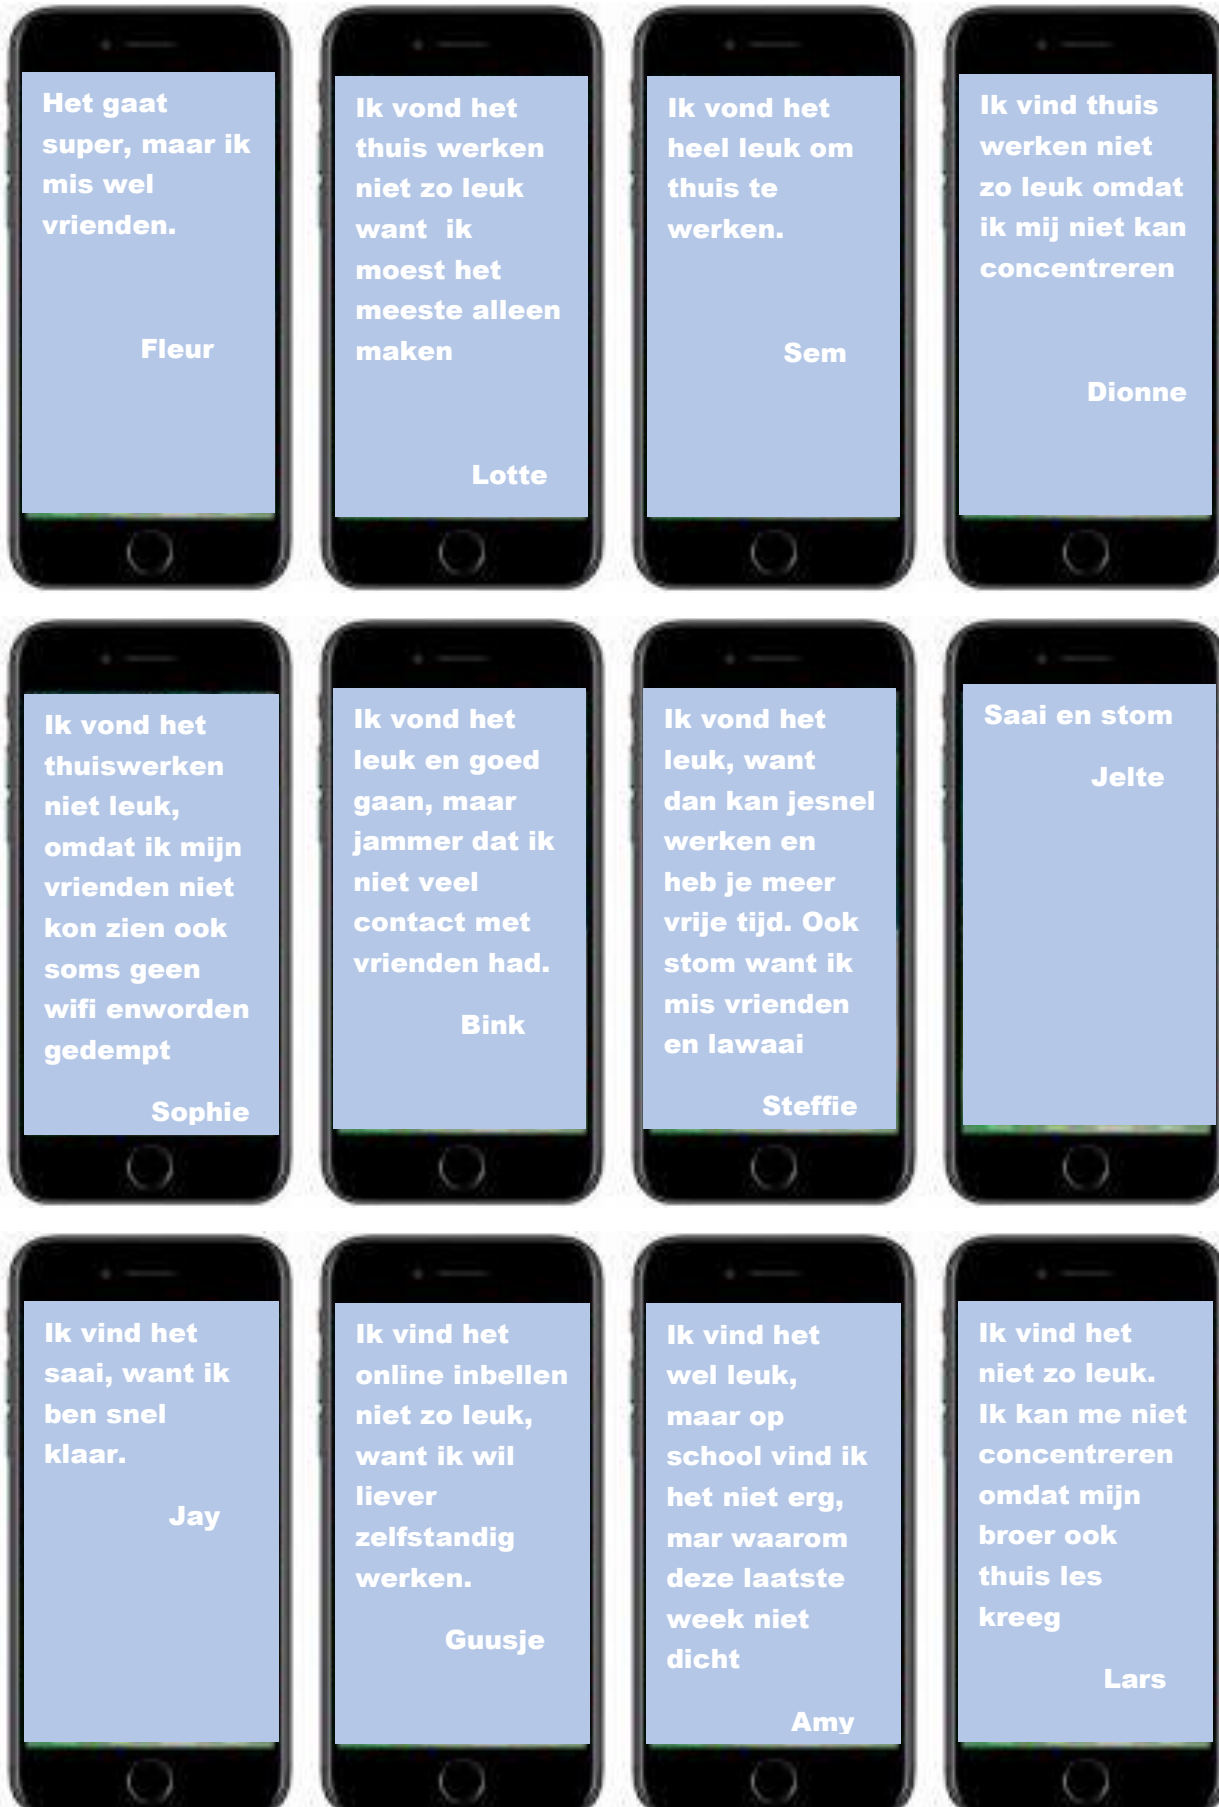 Het gaat
super, maar ik
mis wel
vrienden.
Fleur
Ik vond het
thuis werken
niet zo leuk
want ik
moest het
meeste alleen
maken
Lotte
Ik vond het
heel leuk om
thuis te
werken.
Sem
Ik vind thuis
werken niet
zo leuk omdat
ik mij niet kan
concentreren
Dionne
Ik vond het
thuiswerken
niet leuk,
omdat ik mijn
vrienden niet
kon zien ook
soms geen
wifi enworden
gedempt
Sophie
Ik vond het
leuk en goed
gaan, maar
jammer dat ik
niet veel
contact met
vrienden had.
Bink
Ik vond het
leuk, want
dan kan jesnel
werken en
heb je meer
vrije tijd. Ook
stom want ik
mis vrienden
en lawaai
Steffie
Saai en stom
Jelte
Ik vind het
saai, want ik
ben snel
klaar.
Jay
Ik vind het
online inbellen
niet zo leuk,
want ik wil
liever
zelfstandig
werken.
Guusje
Ik vind het
wel leuk,
maar op
school vind ik
het niet erg,
mar waarom
deze laatste
week niet
dicht
Amy
Ik vind het
niet zo leuk.
Ik kan me niet
concentreren
omdat mijn
broer ook
thuis les
kreeg
Lars